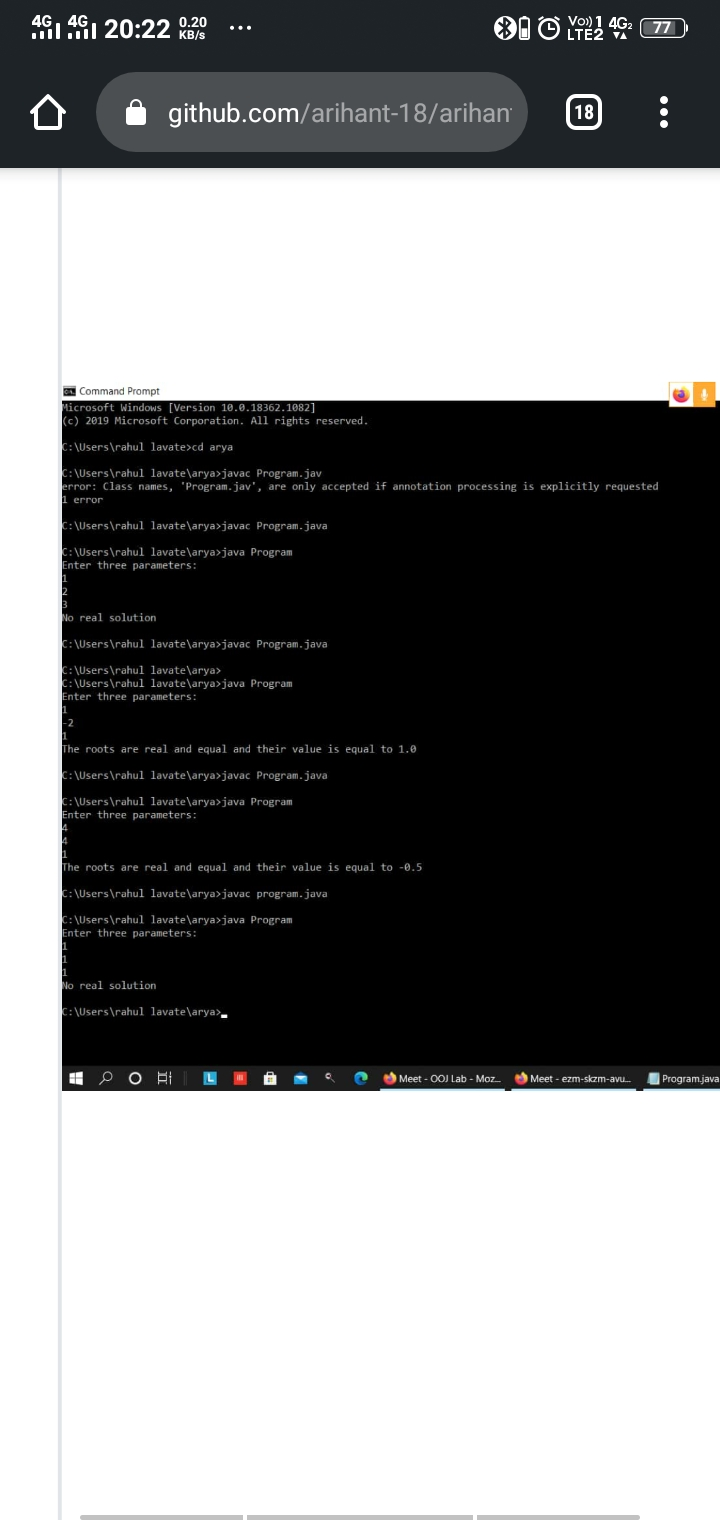 4G 4G 20:22 0.20 KB/s ... Vo)) 1 LTE2 4G2 77
github.com/arihant-18/arihan
18
Command Prompt
Microsoft Windows [Version 10.0.18362.1082]
(c) 2019 Microsoft Corporation. All rights reserved.
C:\Users\rahul lavate>cd arya
C:\Users\rahul lavate\arya>javac Program.jav
error: Class names, 'Program.jav', are only accepted if annotation processing is explicitly requested
1 error
C:\Users\rahul lavate\arya>javac Program.java
C:\Users\rahul lavate\arya>java Program
Enter three parameters:
1
2
3
No real solution
C:\Users\rahul lavate\arya>javac Program.java
C:\Users\rahul lavate\arya>
C:\Users\rahul lavate\arya>java Program
Enter three parameters:
1
-2
1
The roots are real and equal and their value is equal to 1.0
C:\Users\rahul lavate\arya>javac Program.java
C:\Users\rahul lavate\arya>java Program
Enter three parameters:
4
4
1
The roots are real and equal and their value is equal to -0.5
C:\Users\rahul lavate\arya>javac program.java
C:\Users\rahul lavate\arya>java Program
Enter three parameters:
1
1
1
No real solution
C:\Users\rahul lavate\arya>_
L Meet - OOJ Lab - Moz... Meet - ezm-skzm-avu... Program.java